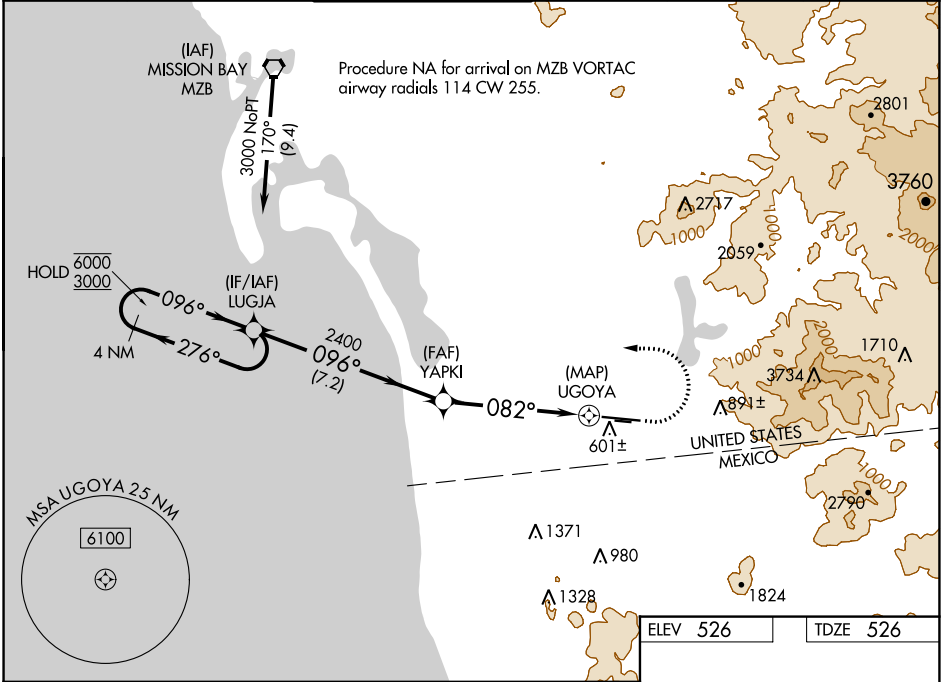 (IAF)
MISSION BAY
MZB
Procedure NA for arrival on MZB VORTAC
airway radials 114 CW 255.
3000 NoPT
170°
(9.4)
2801
3760
2717
1000
1000
2059
2000
HOLD 6000
3000
096°
(IF/IAF)
LUGJA
4 NM
276°
2400
096°
(7.2)
(FAF)
YAPKI
082°
(MAP)
UGOYA
601±
1000
1710
3734
891±
1000
UNITED STATES
MEXICO
1000
2790
MSA UGOYA 25 NM
6100
1371
980
1328
1824
ELEV 526
TDZE 526